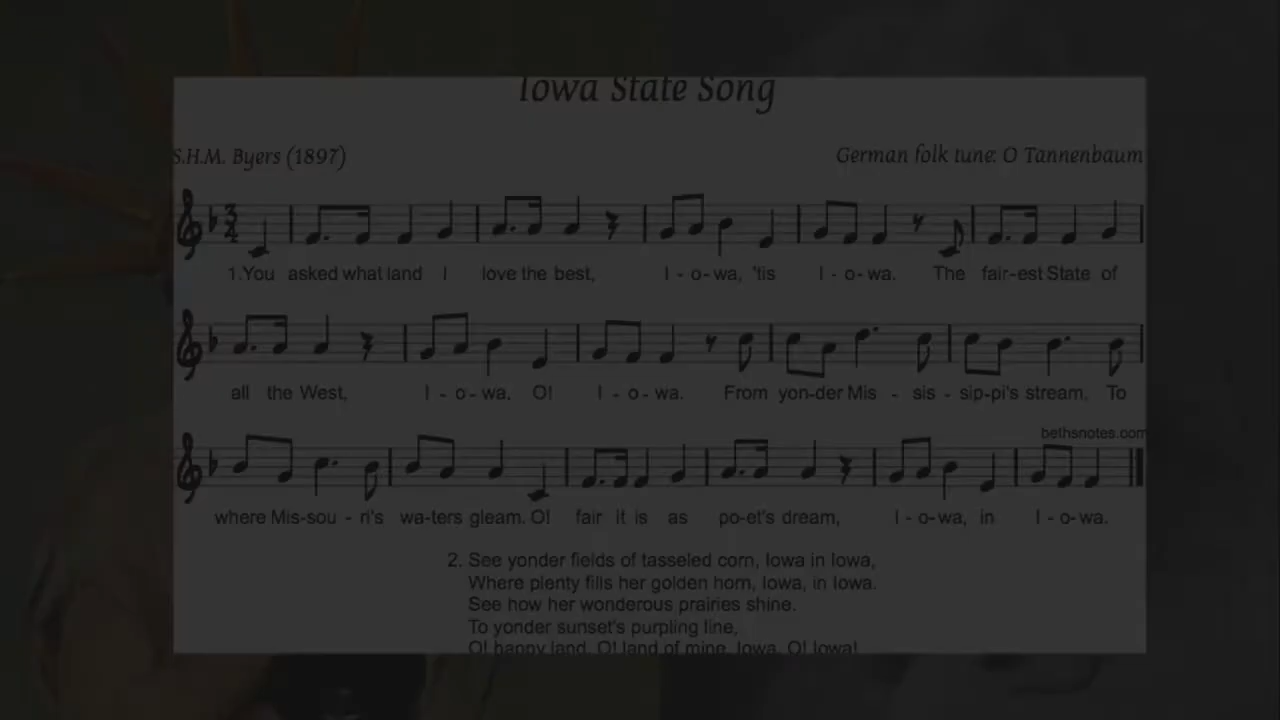 Iowa State Song
S.H.M. Byers (1897)
German folk tune: O Tannenbaum
1.You asked what land I love the best, I - o - wa, 'tis I - o - wa. The fair-est State of
all the West, I - o - wa, O! I - o - wa. From yon-der Mis - sis - sip-pi's stream, To
bethsnotes.com
where Mis-sou - ri's wa-ters gleam. O! fair it is as po-et's dream, I - o-wa, in I - o-wa.
2. See yonder fields of tasseled corn, Iowa in Iowa,
Where plenty fills her golden horn, Iowa, in Iowa.
See how her wonderous prairies shine.
To yonder sunset's purpling line,
O! happy land, O! land of mine, Iowa, O! Iowa!